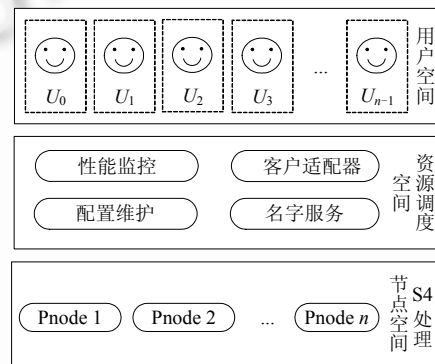 U0 U1 U2 U3 ... Un−1
用户空间
性能监控 客户适配器
配置维护 名字服务
资源调度空间
Pnode 1 Pnode 2 ... Pnode n
S4处理节点空间